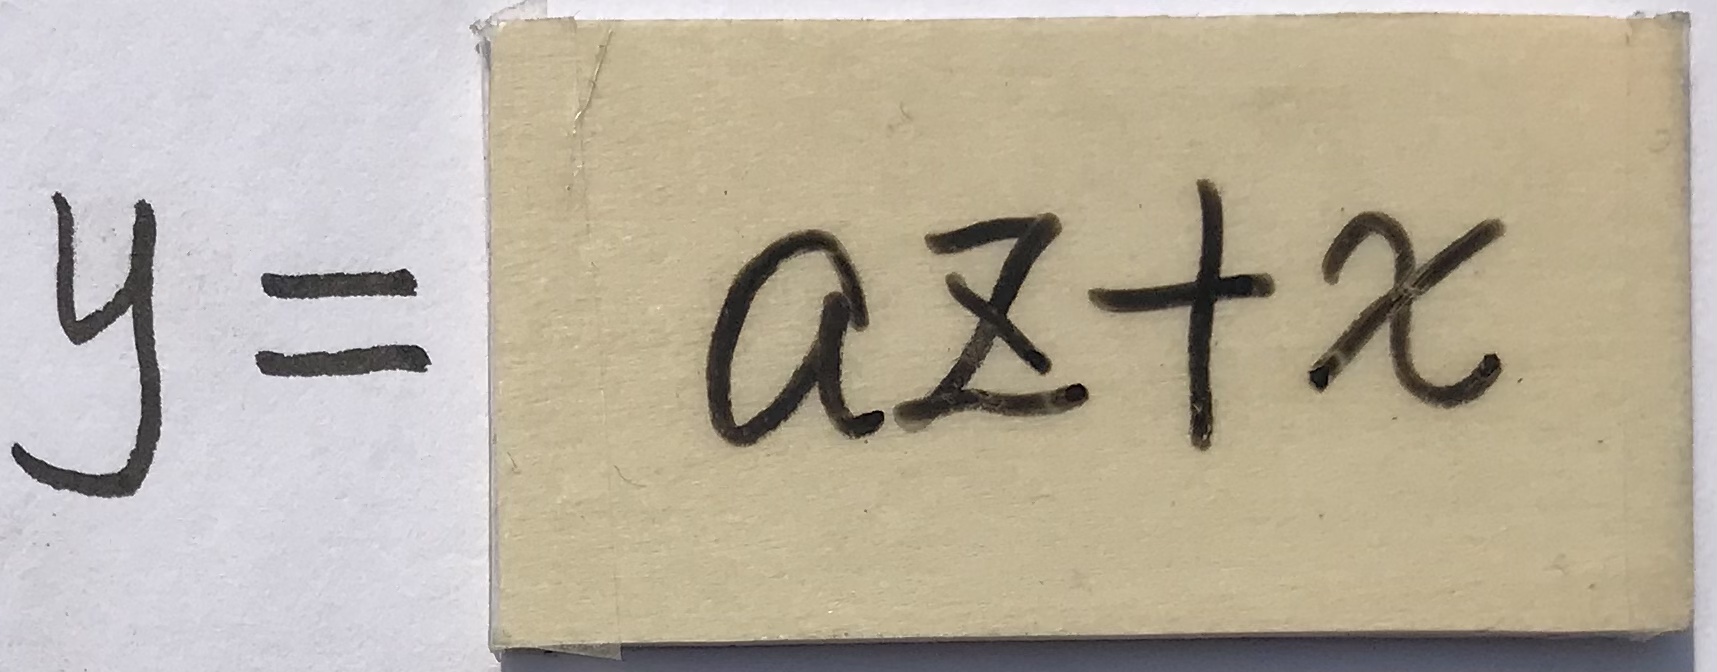 y = az + x